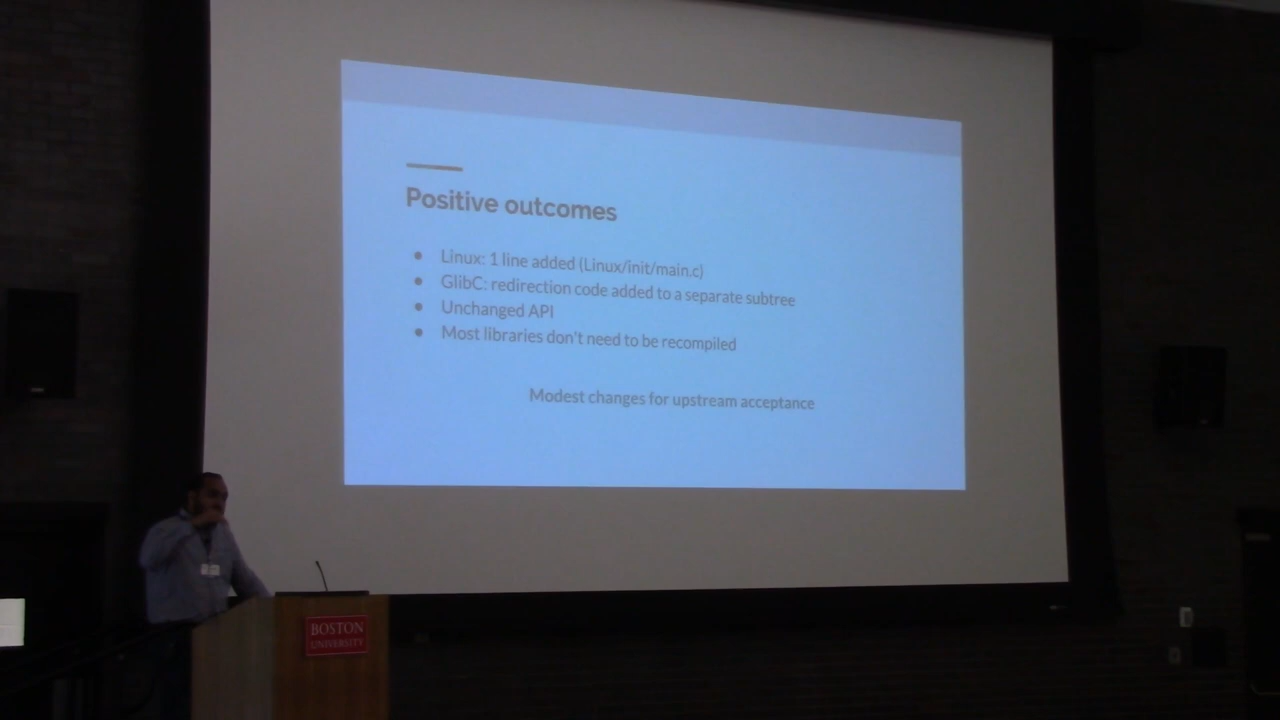 Positive outcomes
Linux: 1 line added (Linux/init/main.c)
GlibC: redirection code added to a separate subtree
Unchanged API
Most libraries don't need to be recompiled
Modest changes for upstream acceptance
BOSTON
UNIVERSITY